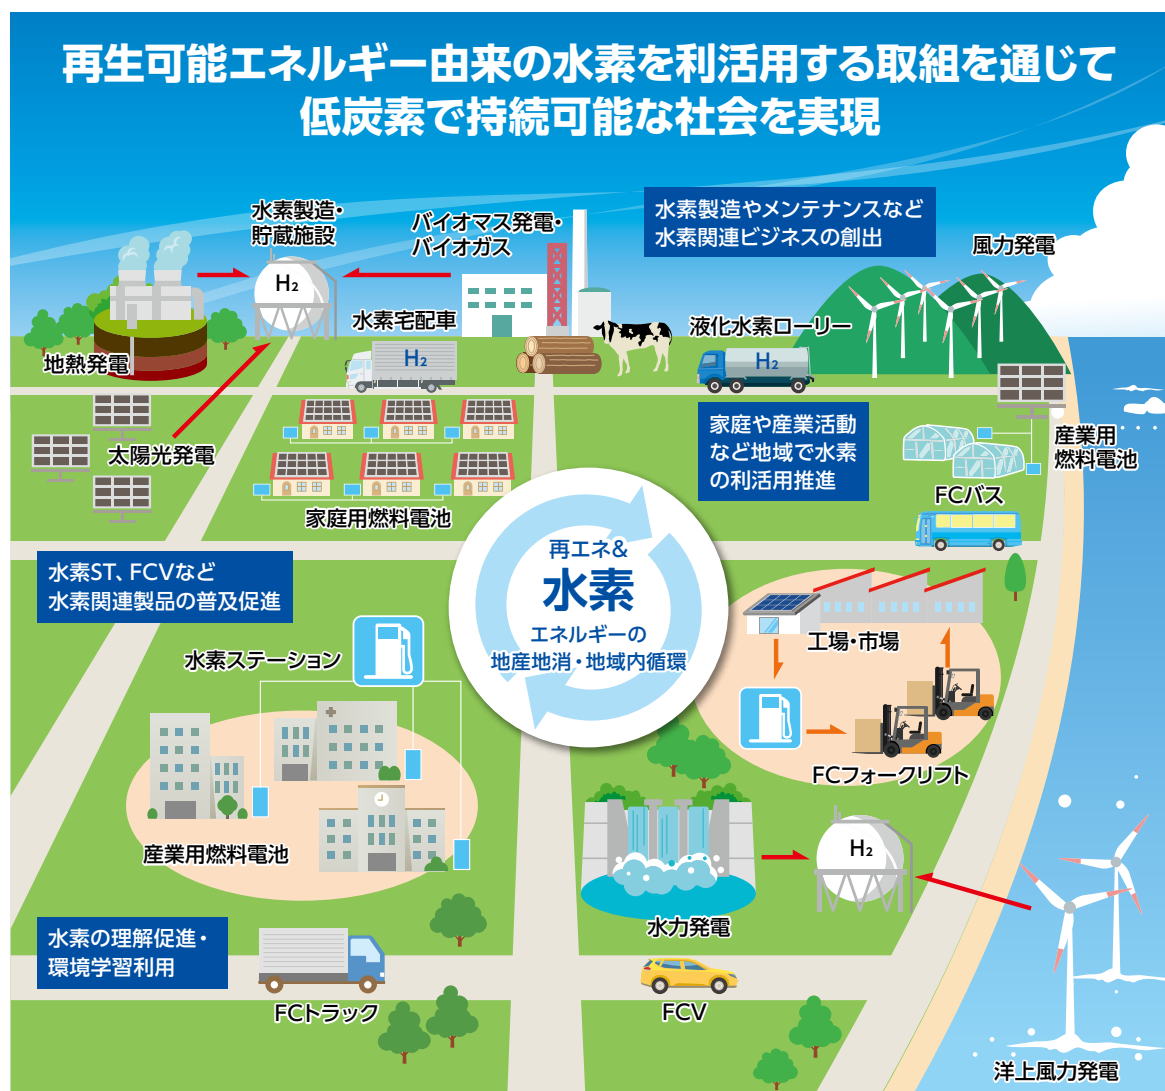 再生可能エネルギー由来の水素を利活用する取組を通じて
低炭素で持続可能な社会を実現
水素製造・
貯蔵施設
バイオマス発電・
バイオガス
水素製造やメンテナンスなど
水素関連ビジネスの創出
風力発電
H2
地熱発電
水素宅配車
H2
液化水素ローリー
H2
太陽光発電
家庭や産業活動
など地域で水素
の利活用推進
産業用
燃料電池
家庭用燃料電池
FCバス
再エネ&
水素
エネルギーの
地産地消・地域内循環
水素ST、FCVなど
水素関連製品の普及促進
水素ステーション
工場・市場
FCフォークリフト
産業用燃料電池
H2
水力発電
水素の理解促進・
環境学習利用
FCトラック
FCV
洋上風力発電